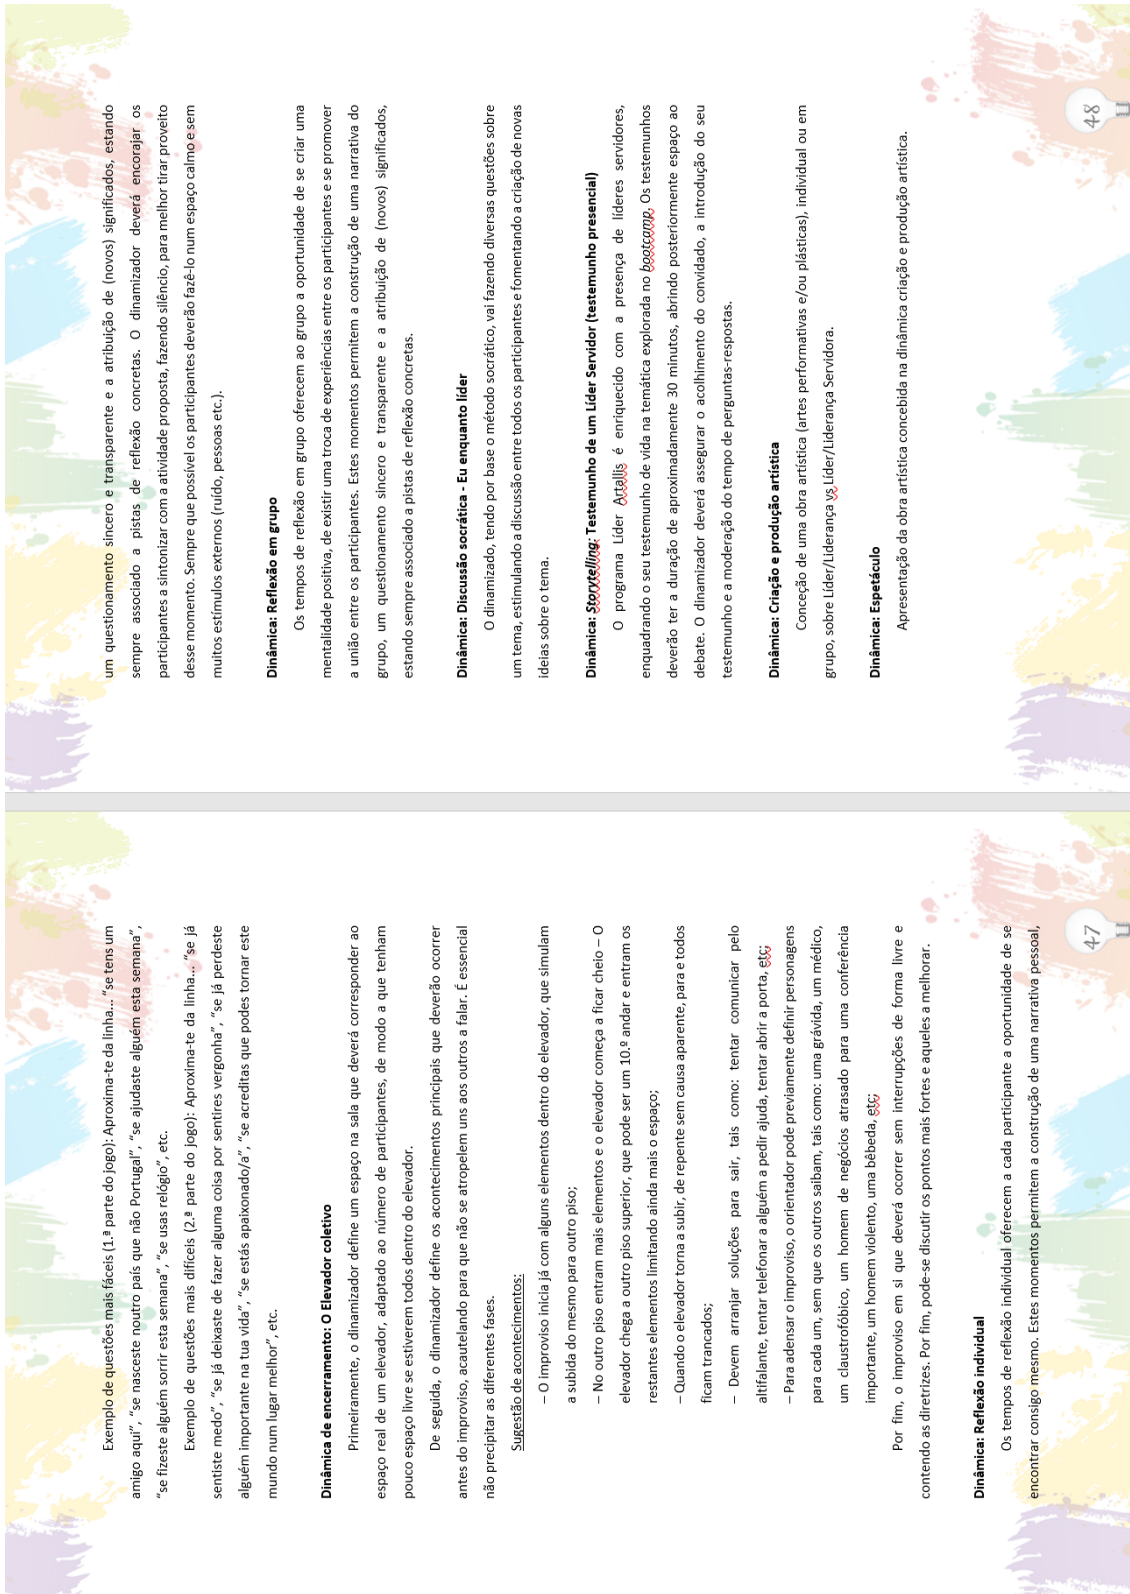 Exemplo de questões mais fáceis (1.ª parte do jogo): Aproxima-te da linha... “se tens um
amigo aqui”, “se nasceste noutro país que não Portugal”, “se ajudaste alguém esta semana”,
“se fizeste alguém sorrir esta semana”, “se usas relógio”, etc.
Exemplo de questões mais difíceis (2.ª parte do jogo): Aproxima-te da linha... “se já
sentiste medo”, “se já deixaste de fazer alguma coisa por sentires vergonha”, “se já perdeste
alguém importante na tua vida”, “se estás apaixonado/a”, “se acreditas que podes tornar este
mundo num lugar melhor”, etc.
Dinâmica de encerramento: O Elevador coletivo
Primeiramente, o dinamizador define um espaço na sala que deverá corresponder ao
espaço real de um elevador, adaptado ao número de participantes, de modo a que tenham
pouco espaço livre se estiverem todos dentro do elevador.
De seguida, o dinamizador define os acontecimentos principais que deverão ocorrer
antes do improviso, acautelando para que não se atropelem uns aos outros a falar. É essencial
não precipitar as diferentes fases.
Sugestão de acontecimentos:
– O improviso inicia já com alguns elementos dentro do elevador, que simulam
a subida do mesmo para outro piso;
– No outro piso entram mais elementos e o elevador começa a ficar cheio – O
elevador chega a outro piso superior, que pode ser um 10.º andar e entram os
restantes elementos limitando ainda mais o espaço;
– Quando o elevador torna a subir, de repente sem causa aparente, para e todos
ficam trancados;
– Devem arranjar soluções para sair, tais como: tentar comunicar pelo
altifalante, tentar telefonar a alguém a pedir ajuda, tentar abrir a porta, etc;
– Para adensar o improviso, o orientador pode previamente definir personagens
para cada um, sem que os outros saibam, tais como: uma grávida, um médico,
um claustrofóbico, um homem de negócios atrasado para uma conferência
importante, um homem violento, uma bêbeda, etc;
Por fim, o improviso em si que deverá ocorrer sem interrupções de forma livre e
contendo as diretrizes. Por fim, pode-se discutir os pontos mais fortes e aqueles a melhorar.
Dinâmica: Reflexão individual
Os tempos de reflexão individual oferecem a cada participante a oportunidade de se
encontrar consigo mesmo. Estes momentos permitem a construção de uma narrativa pessoal,
47
um questionamento sincero e transparente e a atribuição de (novos) significados, estando
sempre associado a pistas de reflexão concretas. O dinamizador deverá encorajar os
participantes a sintonizar com a atividade proposta, fazendo silêncio, para melhor tirar proveito
desse momento. Sempre que possível os participantes deverão fazê-lo num espaço calmo e sem
muitos estímulos externos (ruído, pessoas etc.).
Dinâmica: Reflexão em grupo
Os tempos de reflexão em grupo oferecem ao grupo a oportunidade de se criar uma
mentalidade positiva, de existir uma troca de experiências entre os participantes e se promover
a união entre os participantes. Estes momentos permitem a construção de uma narrativa do
grupo, um questionamento sincero e transparente e a atribuição de (novos) significados,
estando sempre associado a pistas de reflexão concretas.
Dinâmica: Discussão socrática - Eu enquanto líder
O dinamizado, tendo por base o método socrático, vai fazendo diversas questões sobre
um tema, estimulando a discussão entre todos os participantes e fomentando a criação de novas
ideias sobre o tema.
Dinâmica: Storytelling: Testemunho de um Líder Servidor (testemunho presencial)
O programa Líder Artallis é enriquecido com a presença de líderes servidores,
enquadrando o seu testemunho de vida na temática explorada no bootcamp. Os testemunhos
deverão ter a duração de aproximadamente 30 minutos, abrindo posteriormente espaço ao
debate. O dinamizador deverá assegurar o acolhimento do convidado, a introdução do seu
testemunho e a moderação do tempo de perguntas-respostas.
Dinâmica: Criação e produção artística
Conceção de uma obra artística (artes performativas e/ou plásticas), individual ou em
grupo, sobre Líder/Liderança vs Líder/Liderança Servidora.
Dinâmica: Espetáculo
Apresentação da obra artística concebida na dinâmica criação e produção artística.
48